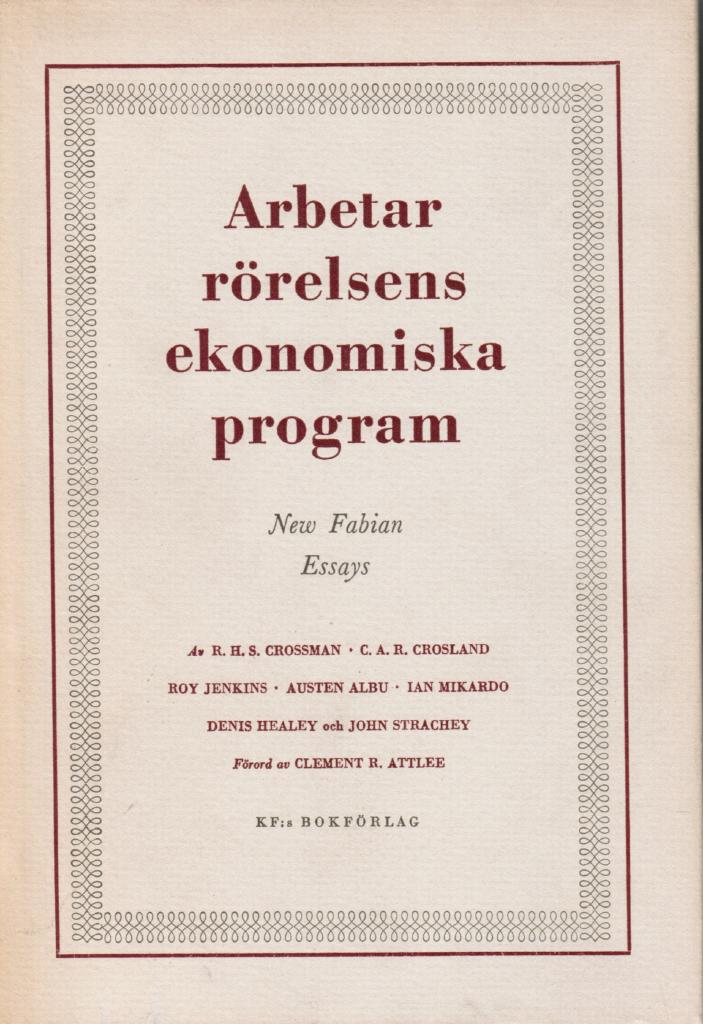 Arbetar
rörelsens
ekonomiska
program
New Fabian
Essays
Av R. H. S. CROSSMAN · C. A. R. CROSLAND
ROY JENKINS · AUSTEN ALBU · IAN MIKARDO
DENIS HEALEY och JOHN STRACHEY
Förord av CLEMENT R. ATTLEE
KF:s BOKFÖRLAG